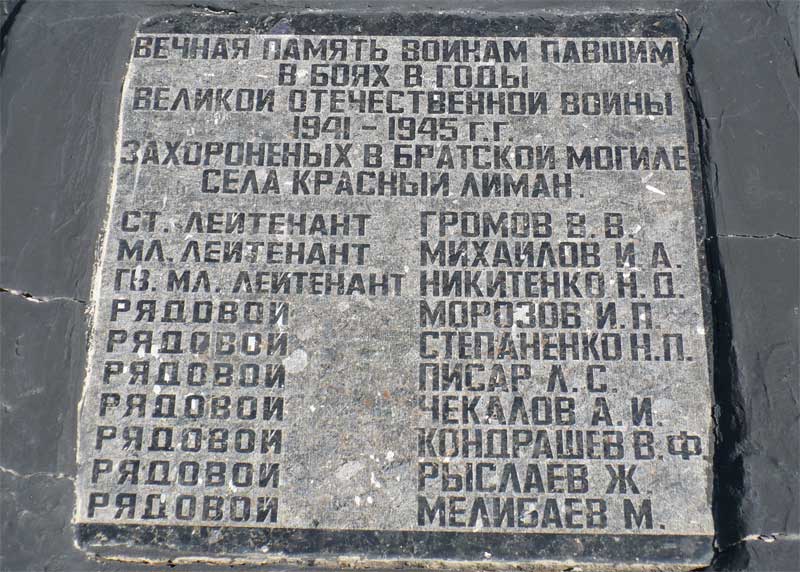 ВЕЧНАЯ ПАМЯТЬ ВОИНАМ ПАВШИМ
В БОЯХ В ГОДЫ
ВЕЛИКОЙ ОТЕЧЕСТВЕННОЙ ВОЙНЫ
1941 - 1945 Г.Г.
ЗАХОРОНЕНЫХ В БРАТСКОЙ МОГИЛЕ
СЕЛА КРАСНЫЙ ЛИМАН.
СТ. ЛЕЙТЕНАНТ ГРОМОВ В. В.
МЛ. ЛЕЙТЕНАНТ МИХАЙЛОВ И. А.
ГВ. МЛ. ЛЕЙТЕНАНТ НИКИТЕНКО Н. Д.
РЯДОВОЙ МОРОЗОВ И. П.
РЯДОВОЙ СТЕПАНЕНКО Н. П.
РЯДОВОЙ ПИСАР Л. С.
РЯДОВОЙ ЧЕКАЛОВ А. И.
РЯДОВОЙ КОНДРАШЕВ В. Ф
РЯДОВОЙ РЫСЛАЕВ Ж.
РЯДОВОЙ МЕЛИБАЕВ М.